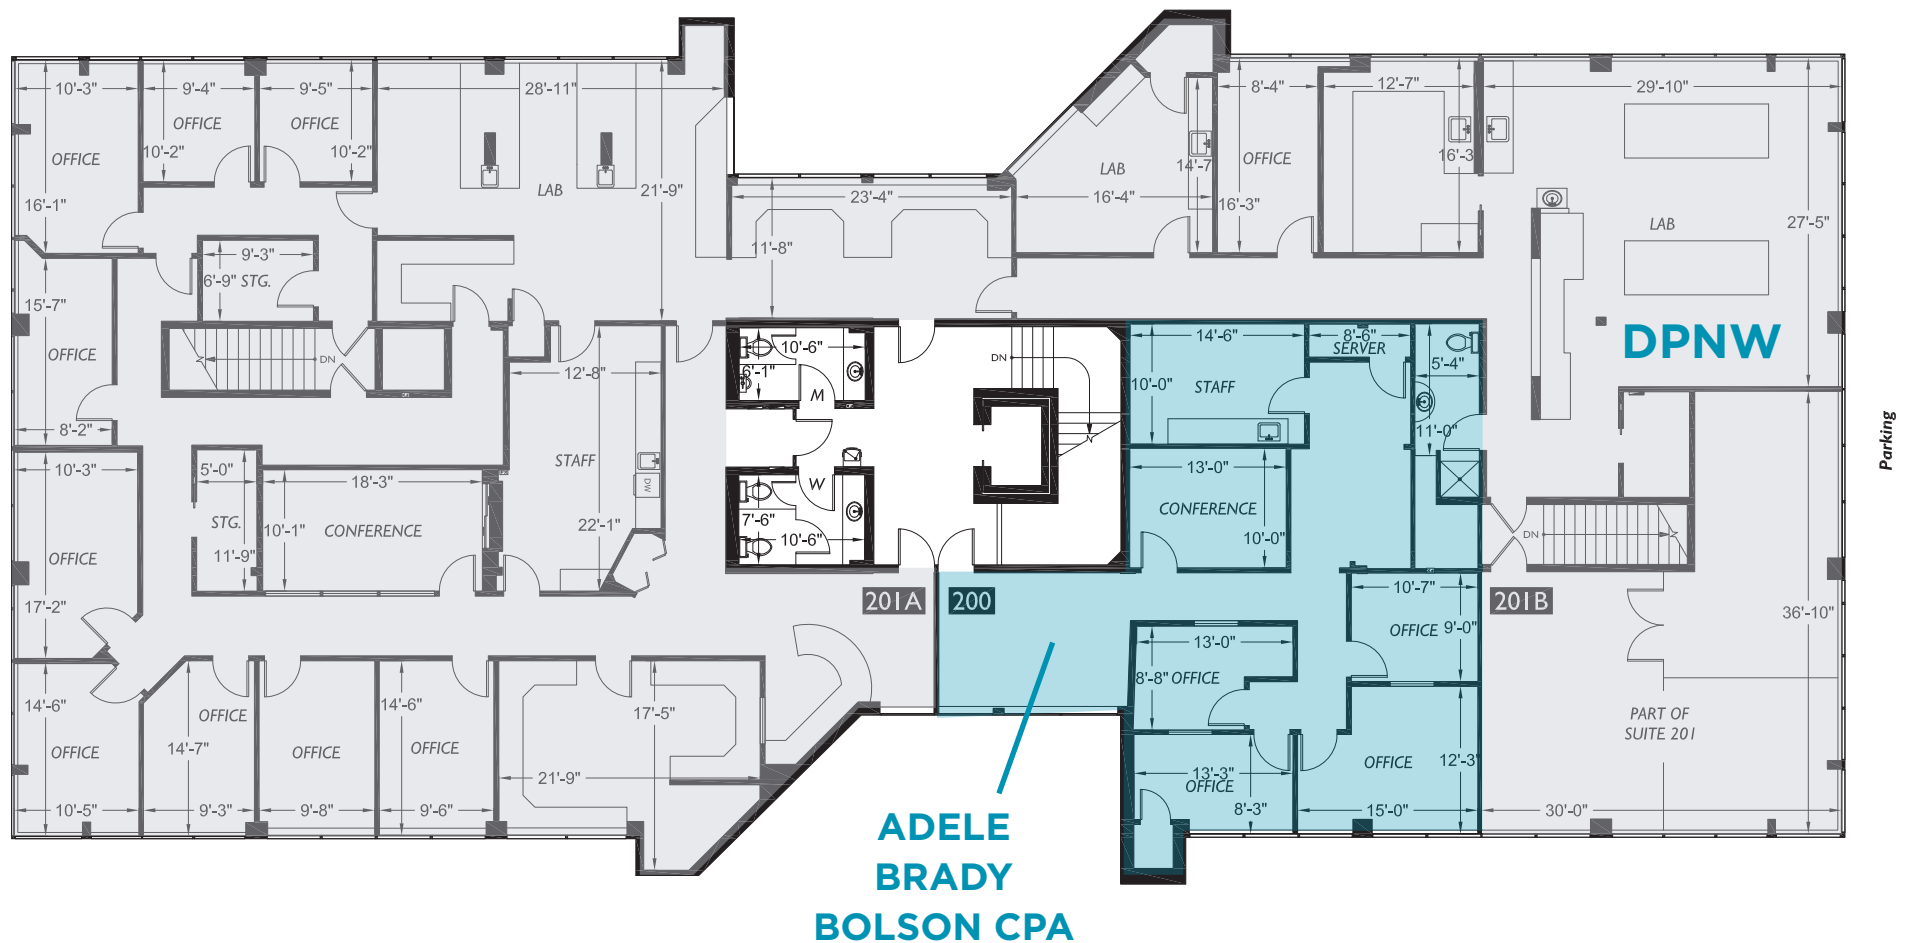 10'-3"
9'-4"
9'-5"
28'-11"
8'-4"
12'-7"
29'-10"
OFFICE
OFFICE
OFFICE
10'-2"
10'-2"
LAB
21'-9"
16'-1"
23'-4"
11'-8"
LAB
14'-7
16'-4"
OFFICE
16'-3"
16'-3
LAB
27'-5"
9'-3"
6'-9" STG.
15'-7"
OFFICE
8'-2"
DN
12'-8"
10'-6"
6'-1"
M
DN
14'-6"
10'-0"
STAFF
8'-6"
SERVER
5'-4"
11'-0"
DPNW
Parking
10'-3"
5'-0"
18'-3"
STG.
10'-1"
CONFERENCE
11'-9"
STAFF
DW
22'-1"
W
7'-6"
10'-6"
13'-0"
CONFERENCE
10'-0"
DN
OFFICE
17'-2"
201A
200
10'-7"
OFFICE
9'-0"
201B
36'-10"
13'-0"
8'-8"
OFFICE
14'-6"
OFFICE
10'-5"
OFFICE
14'-7"
9'-3"
OFFICE
9'-8"
14'-6"
OFFICE
9'-6"
17'-5"
21'-9"
13'-3"
OFFICE
8'-3"
OFFICE
12'-3"
15'-0"
PART OF
SUITE 201
30'-0"
ADELE
BRADY
BOLSON CPA